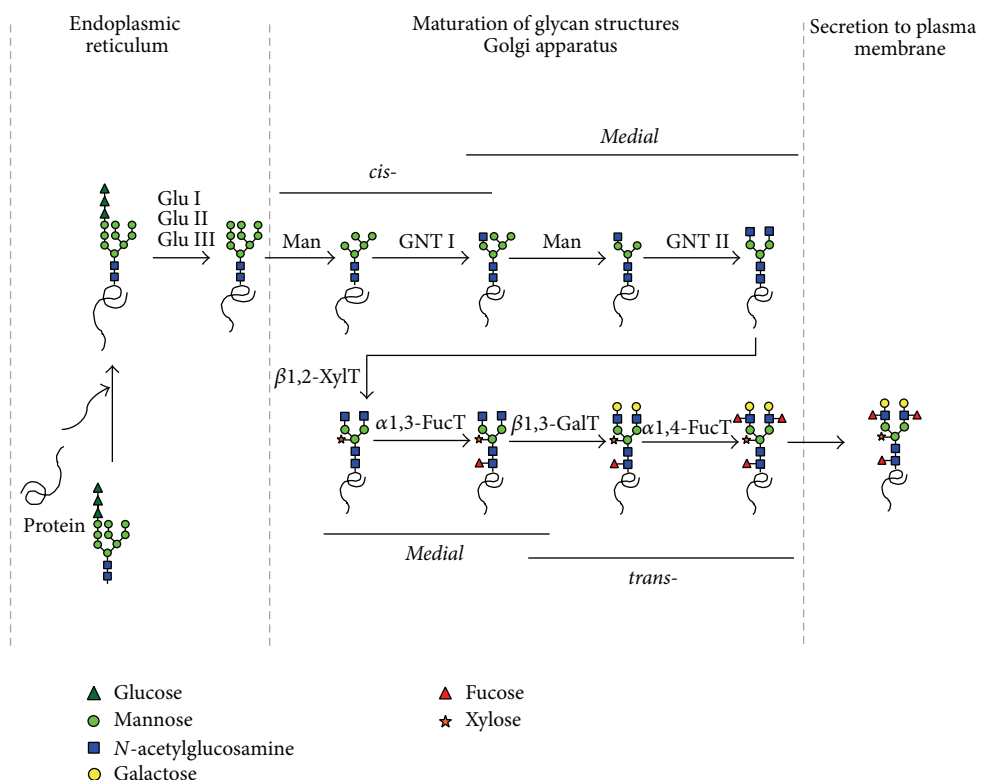 Endoplasmic
reticulum
Maturation of glycan structures
Golgi apparatus
Secretion to plasma
membrane
Medial
cis-
Glu I
Glu II
Glu III
Man
GNT I
Man
GNT II
β1,2-XylT
α1,3-FucT
β1,3-GalT
α1,4-FucT
Protein
Medial
trans-
Glucose
Mannose
N-acetylglucosamine
Galactose
Fucose
Xylose